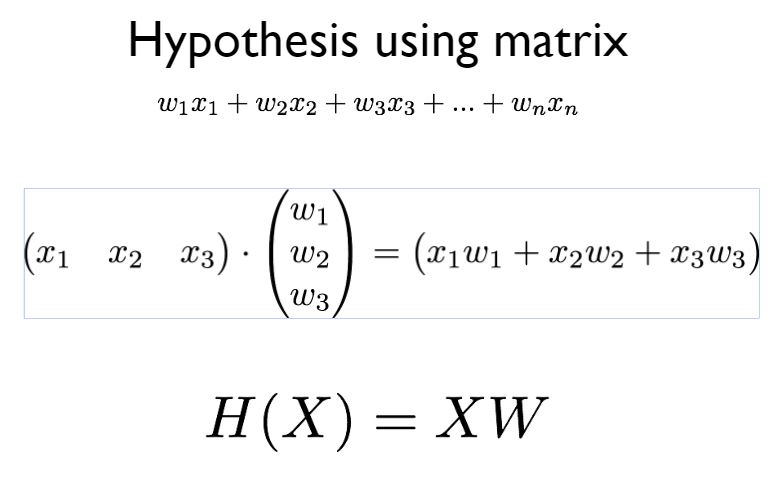 Hypothesis using matrix
w₁x₁ + w₂x₂ + w₃x₃ + ... + wₙxₙ
(x₁ x₂ x₃) · (w₁ w₂ w₃) = (x₁w₁ + x₂w₂ + x₃w₃)
H(X) = XW